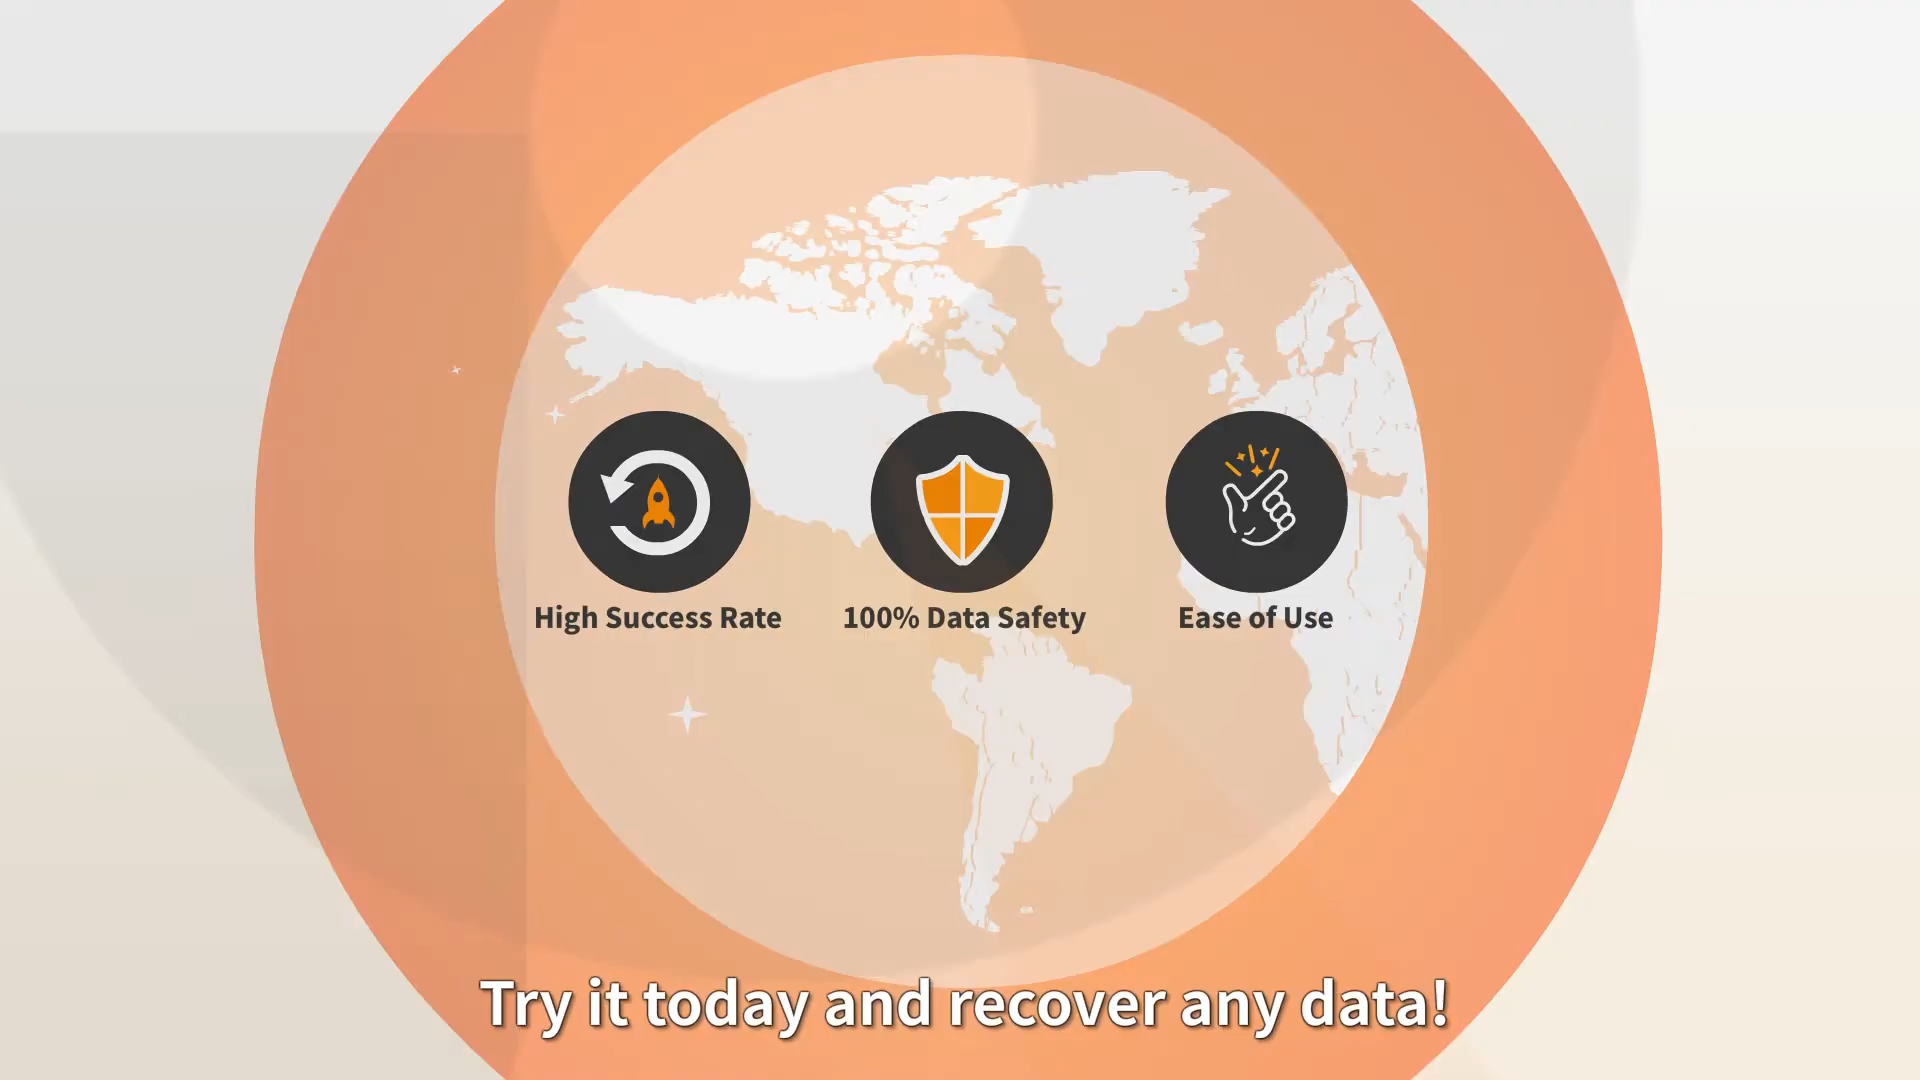 High Success Rate
100% Data Safety
Ease of Use
Try it today and recover any data!